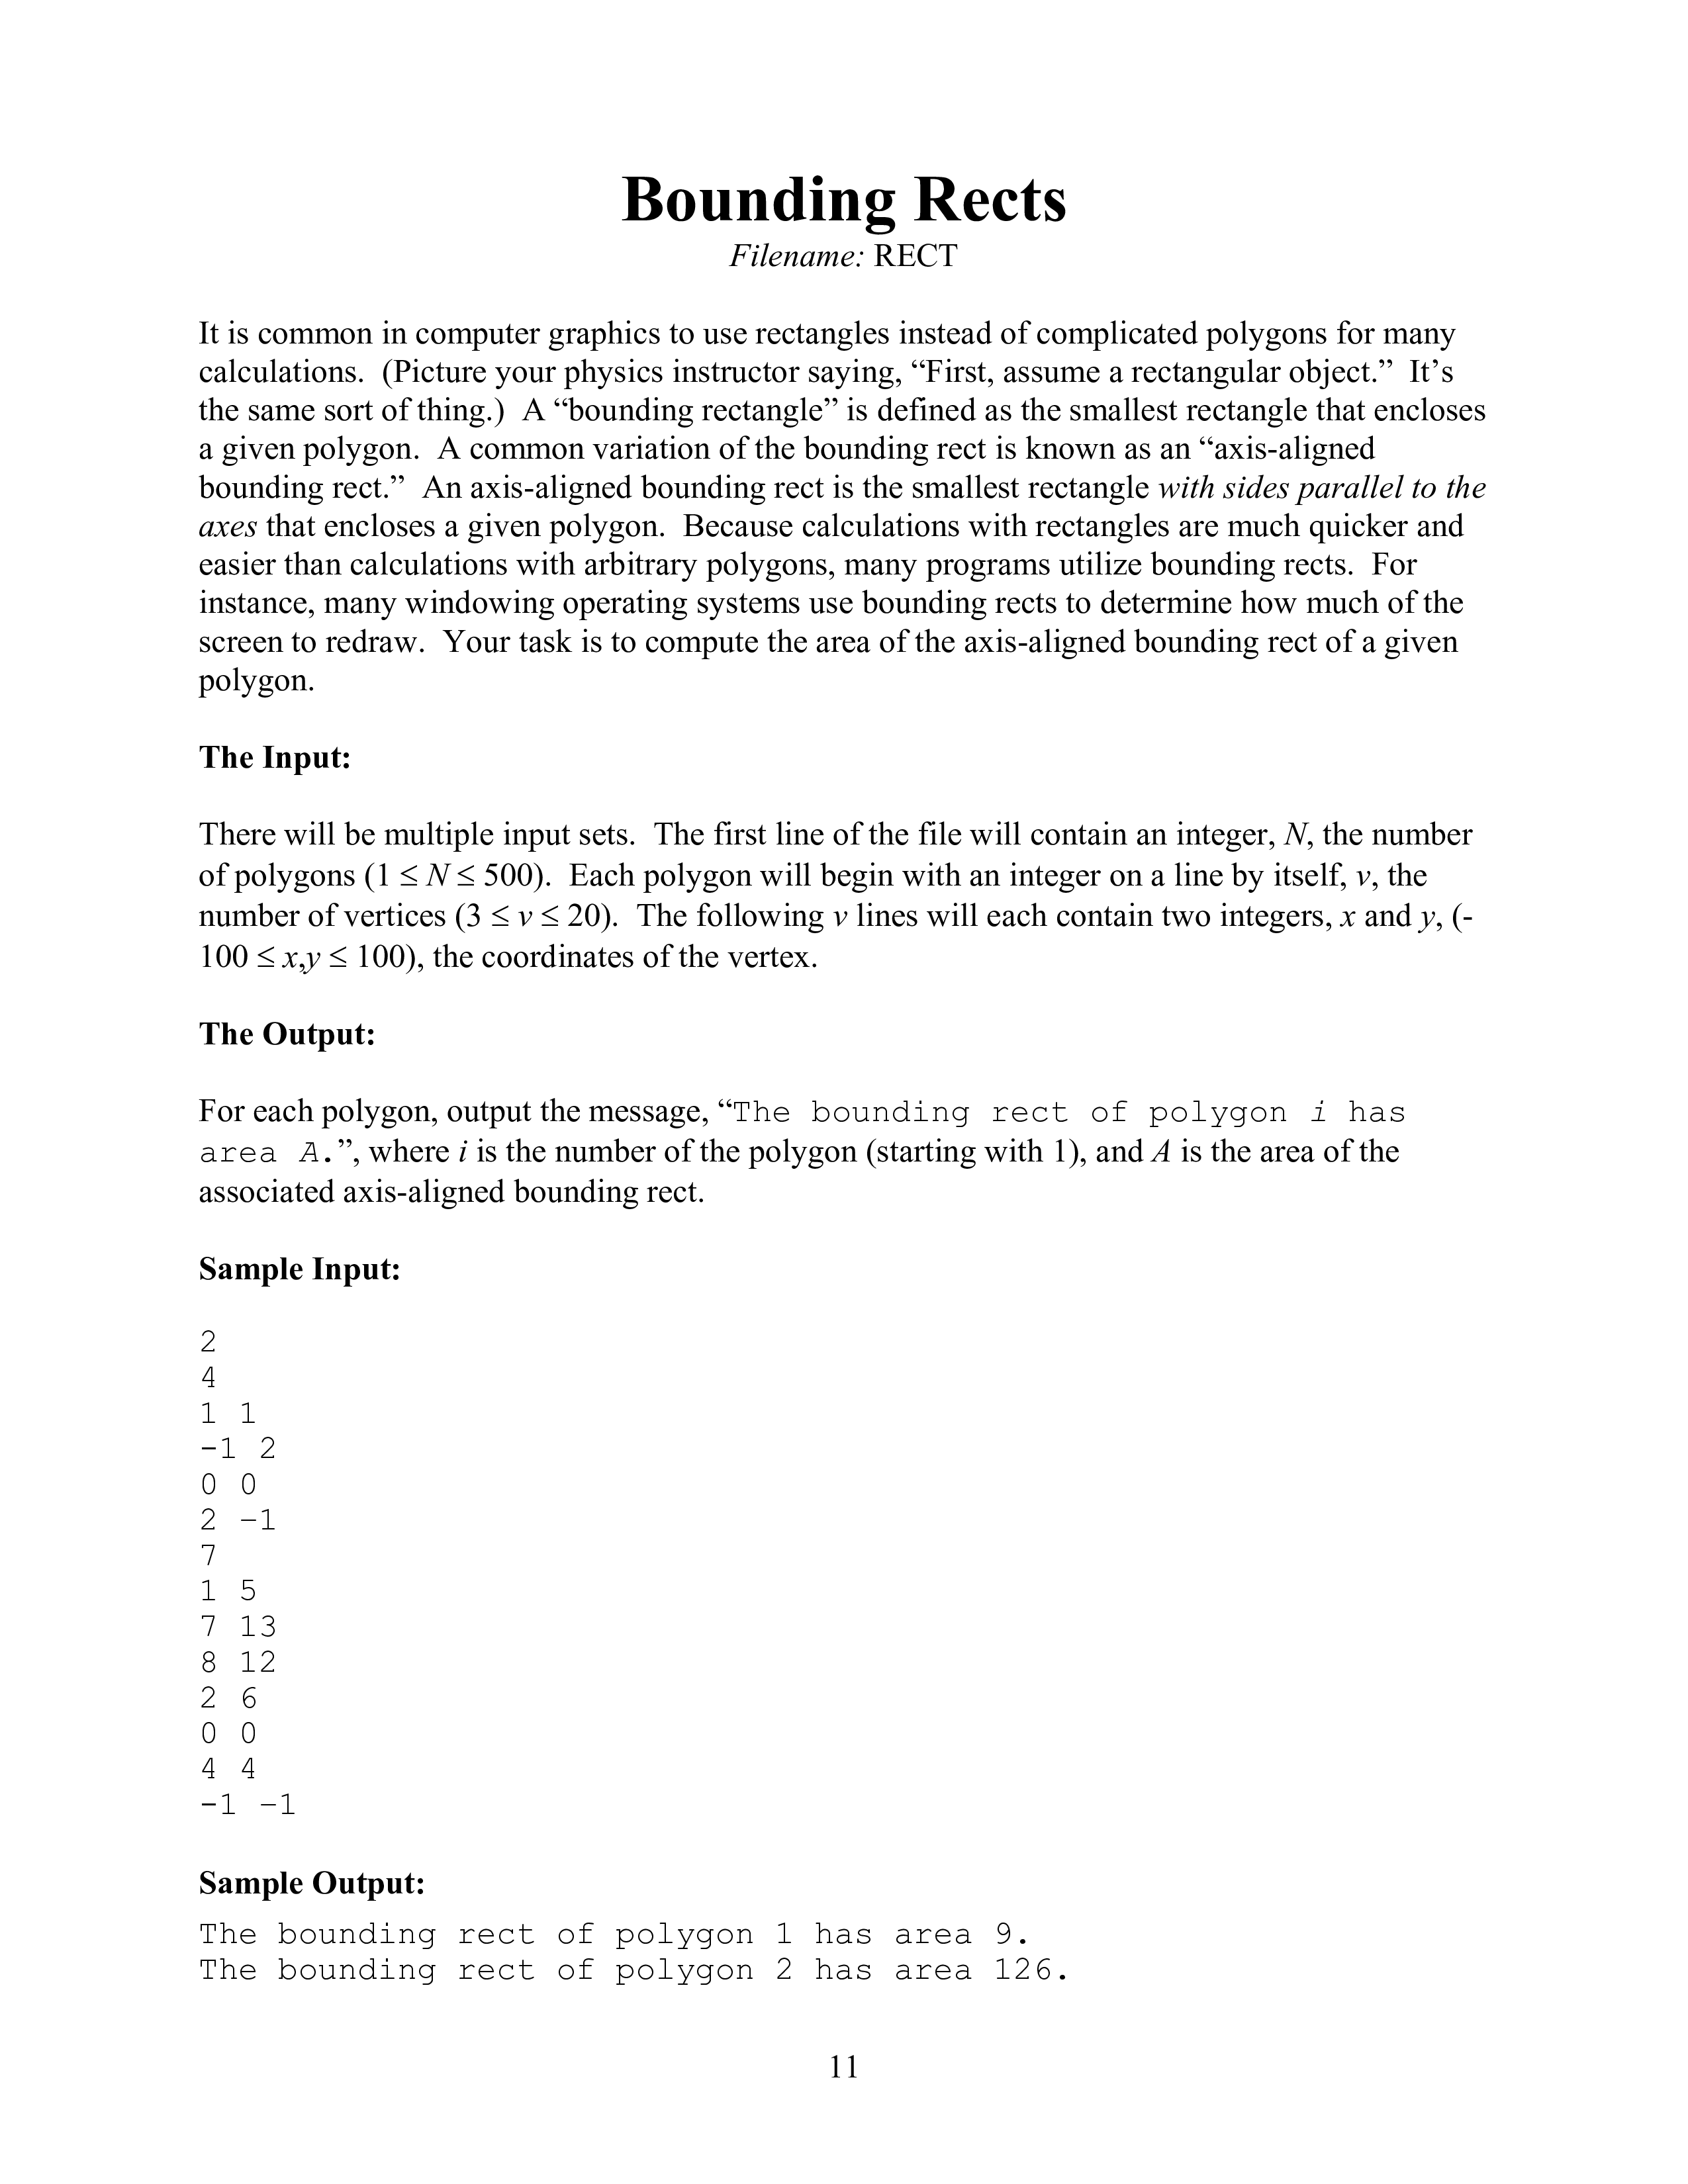 Bounding Rects
Filename: RECT
It is common in computer graphics to use rectangles instead of complicated polygons for many
calculations.  (Picture your physics instructor saying, “First, assume a rectangular object.”  It’s
the same sort of thing.)  A “bounding rectangle” is defined as the smallest rectangle that encloses
a given polygon.  A common variation of the bounding rect is known as an “axis-aligned
bounding rect.”  An axis-aligned bounding rect is the smallest rectangle with sides parallel to the
axes that encloses a given polygon.  Because calculations with rectangles are much quicker and
easier than calculations with arbitrary polygons, many programs utilize bounding rects.  For
instance, many windowing operating systems use bounding rects to determine how much of the
screen to redraw.  Your task is to compute the area of the axis-aligned bounding rect of a given
polygon.
The Input:
There will be multiple input sets.  The first line of the file will contain an integer, N, the number
of polygons (1 ≤ N ≤ 500).  Each polygon will begin with an integer on a line by itself, v, the
number of vertices (3 ≤ v ≤ 20).  The following v lines will each contain two integers, x and y, (-
100 ≤ x,y ≤ 100), the coordinates of the vertex.
The Output:
For each polygon, output the message, “The bounding rect of polygon i has
area A.”, where i is the number of the polygon (starting with 1), and A is the area of the
associated axis-aligned bounding rect.
Sample Input:
2
4
1 1
-1 2
0 0
2 –1
7
1 5
7 13
8 12
2 6
0 0
4 4
-1 –1
Sample Output:
The bounding rect of polygon 1 has area 9.
The bounding rect of polygon 2 has area 126.
11